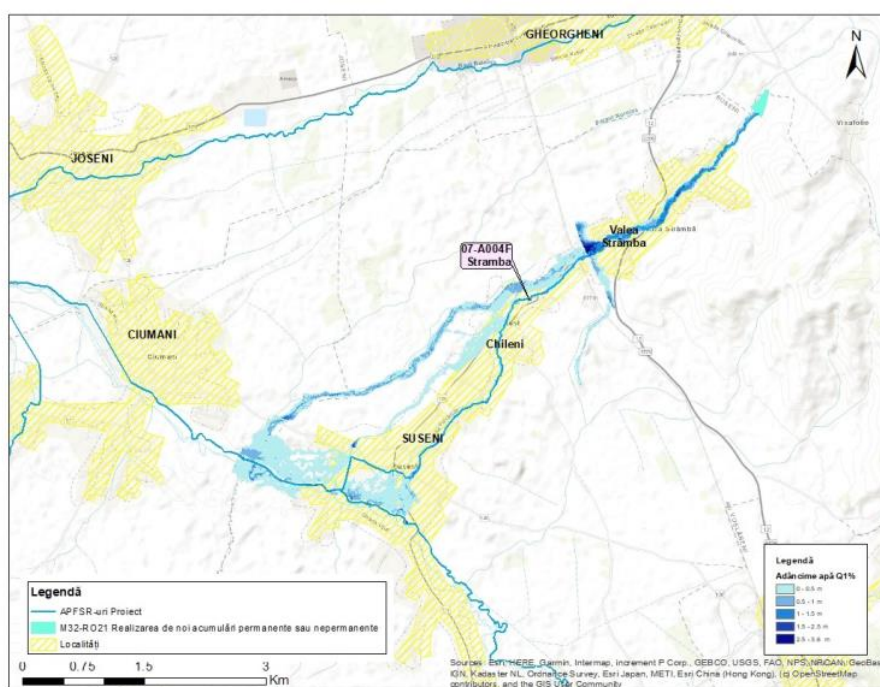 GHEORGHENI
N
JOSENI
Valea
Strâmba
07-A004F
Stramba
CIUMANI
Ciumani
Chileni
SUSENI
Legendă
APFSR-uri Proiect
M32-RO21 Realizarea de noi acumulări permanente sau nepermanente
Localități
0 0.75 1.5 3
Km
Legendă
Adâncime apă Q1%
0 - 0.5 m
0.5 - 1 m
1 - 1.5 m
1.5 - 2.5 m
2.5 - 3.6 m
Sources: Esri, HERE, Garmin, Intermap, increment P Corp., GEBCO, USGS, FAO, NPS, NRCAN, GeoBas
IGN, Kadaster NL, Ordnance Survey, Esri Japan, METI, Esri China (Hong Kong), (c) OpenStreetMap
contributors, and the GIS User Community